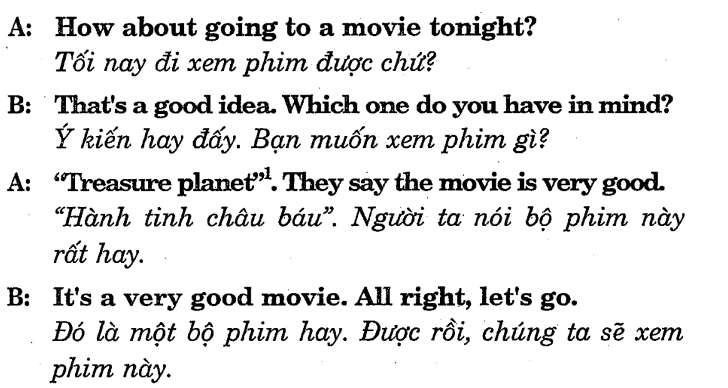 A: How about going to a movie tonight?
Tối nay đi xem phim được chứ?
B: That's a good idea. Which one do you have in mind?
Ý kiến hay đấy. Bạn muốn xem phim gì?
A: “Treasure planet”¹. They say the movie is very good.
“Hành tinh châu báu”. Người ta nói bộ phim này
rất hay.
B: It's a very good movie. All right, let's go.
Đó là một bộ phim hay. Được rồi, chúng ta sẽ xem
phim này.